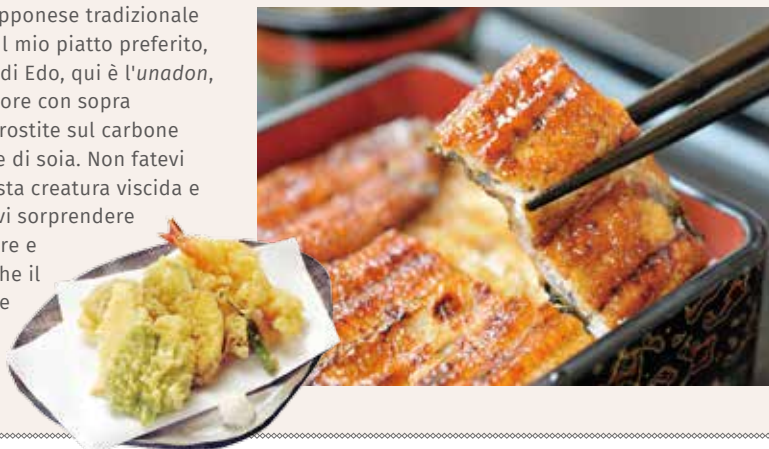 pponese tradizionale
l mio piatto preferito,
di Edo, qui è l'unadon,
ore con sopra
rostite sul carbone
e di soia. Non fatevi
sta creatura viscida e
vi sorprendere
re e
he il
e